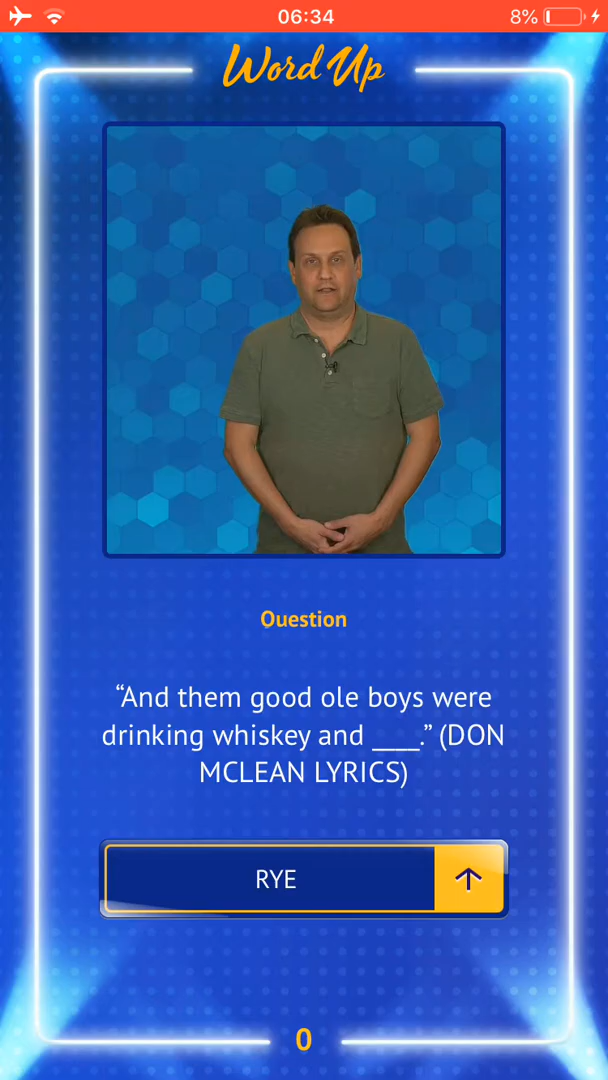 06:34
8%
Word Up
Question
“And them good ole boys were
drinking whiskey and ____.” (DON
MCLEAN LYRICS)
RYE
0